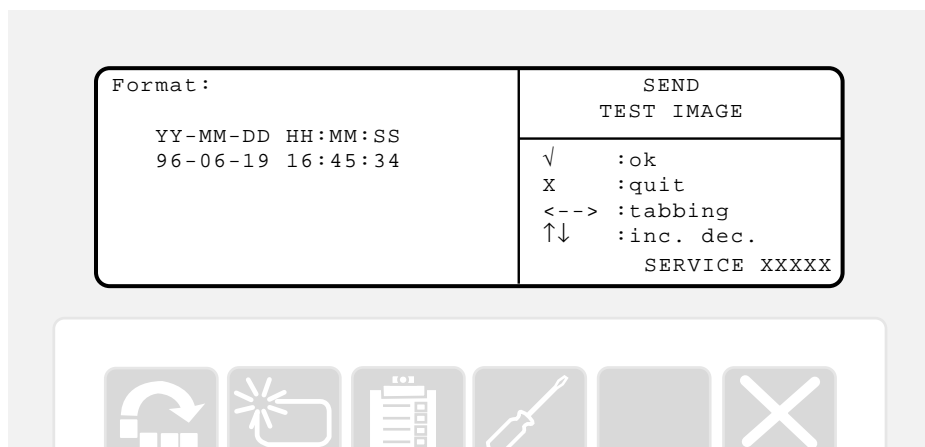 Format:
YY-MM-DD HH:MM:SS
96-06-19 16:45:34
SEND
TEST IMAGE
√ :ok
X :quit
<--> :tabbing
↑↓ :inc. dec.
SERVICE XXXXX